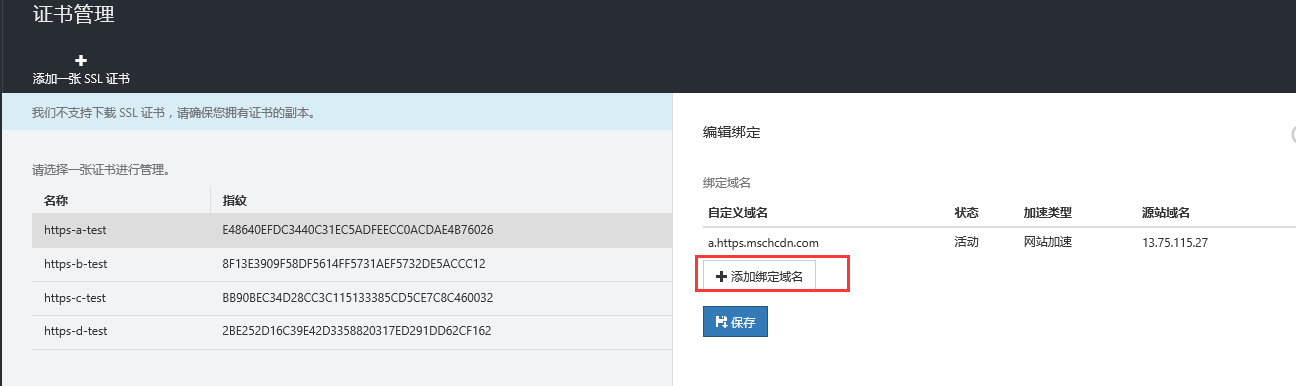 证书管理
添加一张 SSL 证书
我们不支持下载 SSL 证书，请确保您拥有证书的副本。
请选择一张证书进行管理。
名称 指纹
https-a-test E48640EFDC3440C31EC5ADFEECC0ACDAE4B76026
https-b-test 8F13E3909F58DF5614FF5731AEF5732DE5ACCC12
https-c-test BB90BEC34D28CC3C115133385CD5CE7C8C460032
https-d-test 2BE252D16C39E42D3358820317ED291DD62CF162
编辑绑定
绑定域名
自定义域名 状态 加速类型 源站域名
a.https.mschcdn.com 活动 网站加速 13.75.115.27
添加绑定域名
保存